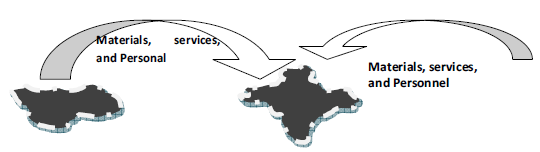 Materials, services,
and Personal
Materials, services,
and Personnel